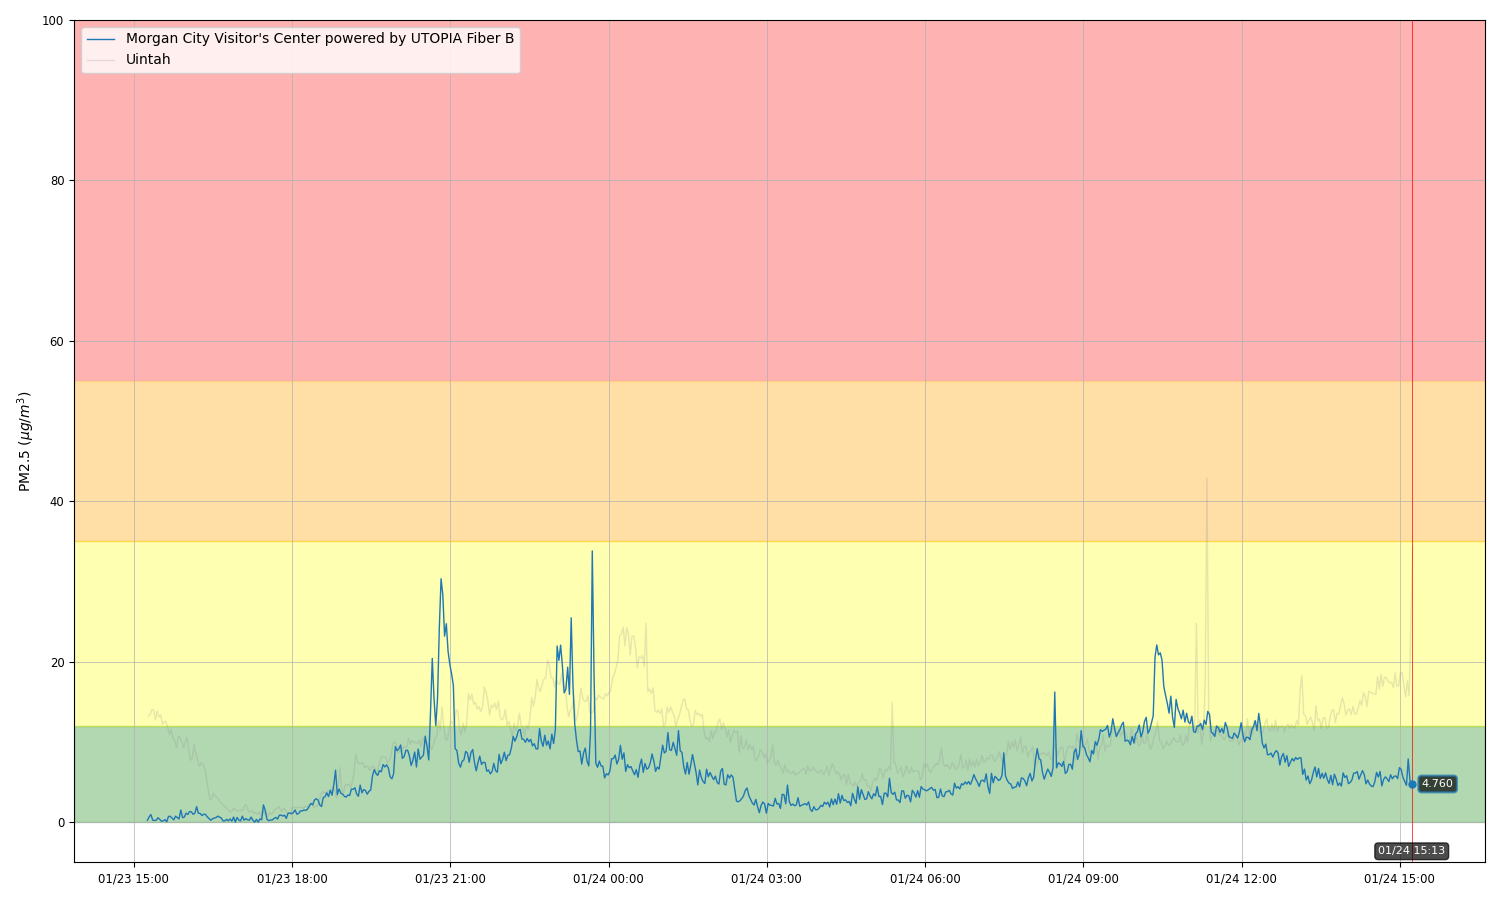 Morgan City Visitor's Center powered by UTOPIA Fiber B
Uintah
100
80
60
40
20
0
PM2.5 (μg/m³)
4.760
01/24 15:13
01/23 15:00 01/23 18:00 01/23 21:00 01/24 00:00 01/24 03:00 01/24 06:00 01/24 09:00 01/24 12:00 01/24 15:00